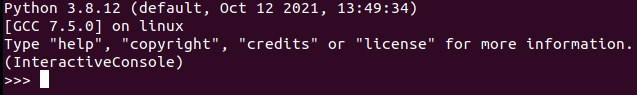 Python 3.8.12 (default, Oct 12 2021, 13:49:34)
[GCC 7.5.0] on linux
Type "help", "copyright", "credits" or "license" for more information.
(InteractiveConsole)
>>>